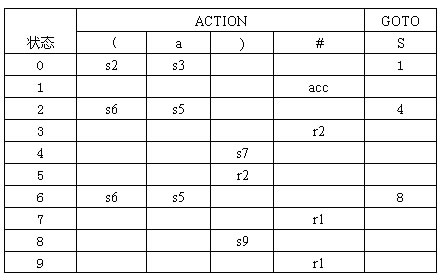 ACTION GOTO
状态 ( a ) # S
0 s2 s3 1
1 acc
2 s6 s5 4
3 r2
4 s7
5 r2
6 s6 s5 8
7 r1
8 s9
9 r1